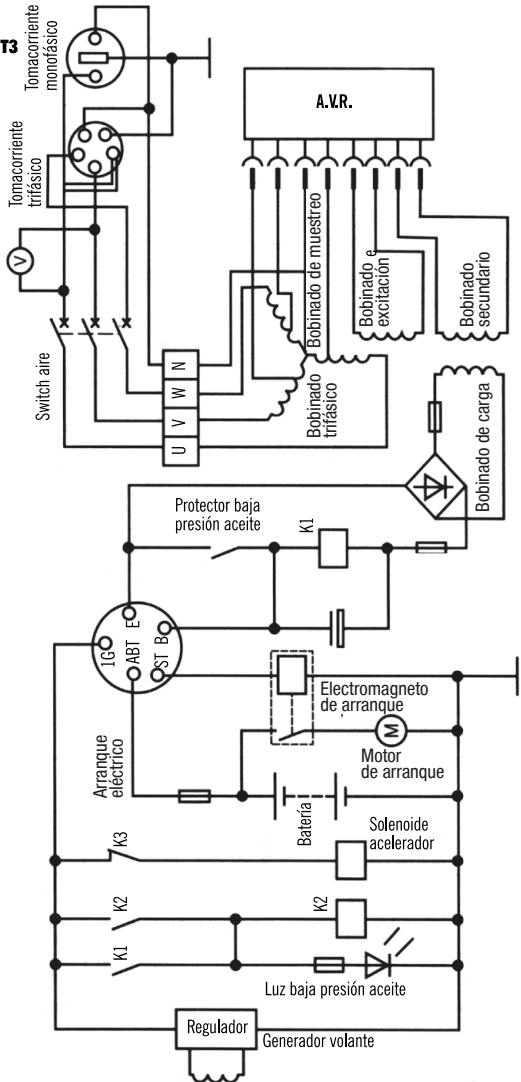 T3
Tomacorriente
monofásico
Tomacorriente
trifásico
V
Switch aire
A.V.R.
U V W N
Bobinado de muestreo
Bobinado
trifásico
Bobinado e
excitación
Bobinado
secundario
Bobinado de carga
Protector baja
presión aceite
K1
1G
ABT
E
ST
B
Electromagneto
de arranque
M
Motor
de arranque
Arranque
eléctrico
Batería
K3
Solenoide
acelerador
K2
K2
K1
Luz baja presión aceite
Regulador
Generador volante